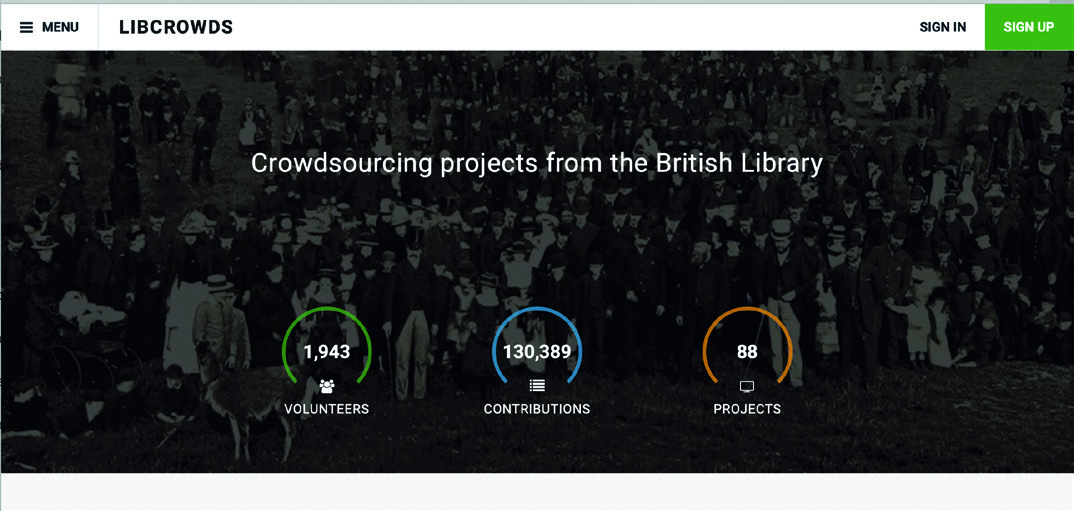 MENU
LIBCROWDS
SIGN IN
SIGN UP
Crowdsourcing projects from the British Library
1,943
130,389
88
VOLUNTEERS
CONTRIBUTIONS
PROJECTS